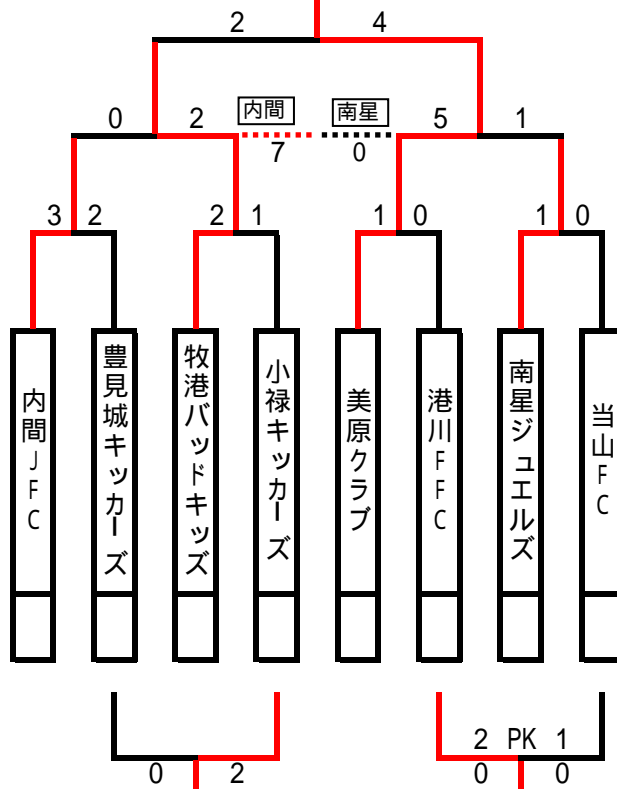 2 4
内間 南星
0 2 5 1
7 0
3 2 2 1 1 0 1 0
内間JFC
豊見城キッカーズ
牧港バッドキッズ
小禄キッカーズ
美原クラブ
港川FFC
南星ジュエルズ
当山FC
2 PK 1
0 2 0 0